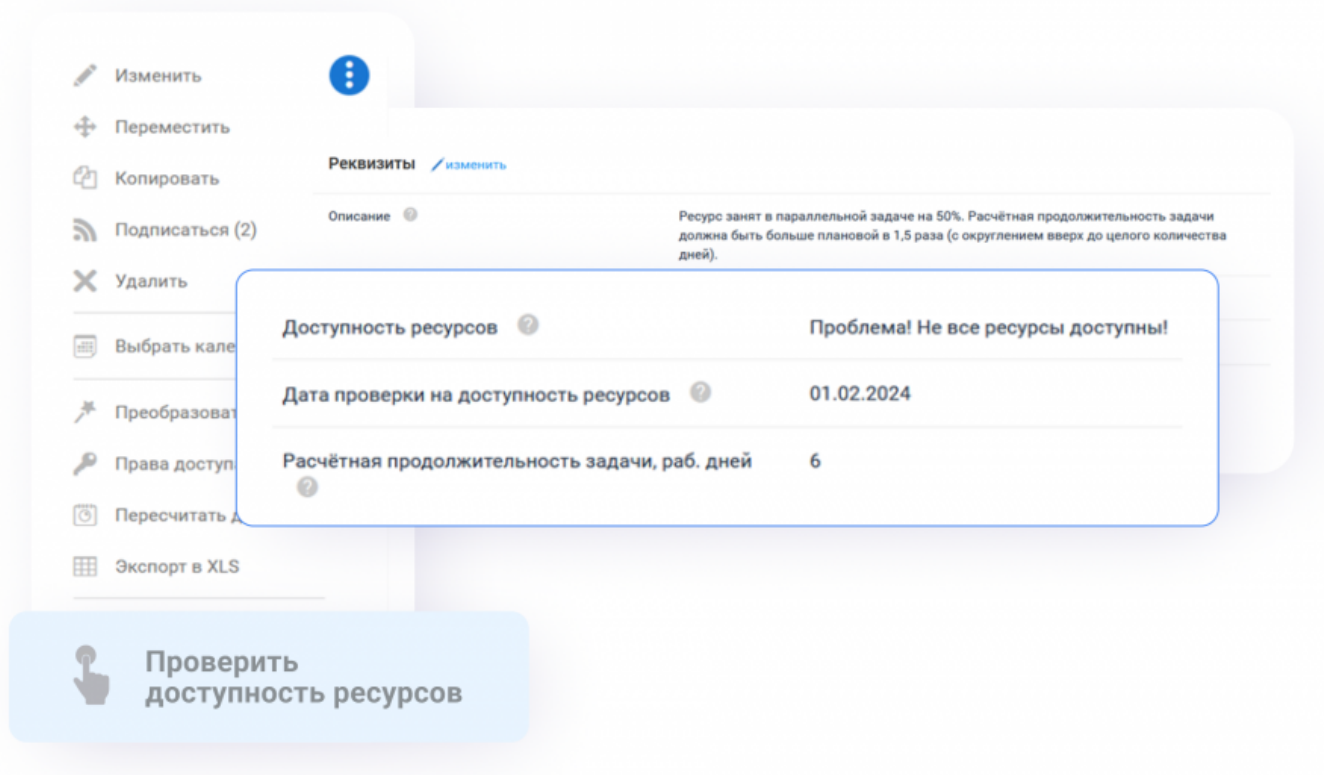 Изменить
Переместить
Копировать
Подписаться (2)
Удалить
Выбрать кале
Преобразоват
Права доступ
Пересчитать д
Экспорт в XLS
Проверить
доступность ресурсов
Реквизиты изменить
Описание ?
Ресурс занят в параллельной задаче на 50%. Расчётная продолжительность задачи
должна быть больше плановой в 1,5 раза (с округлением вверх до целого количества
дней).
Доступность ресурсов ? Проблема! Не все ресурсы доступны!
Дата проверки на доступность ресурсов ? 01.02.2024
Расчётная продолжительность задачи, раб. дней 6
?